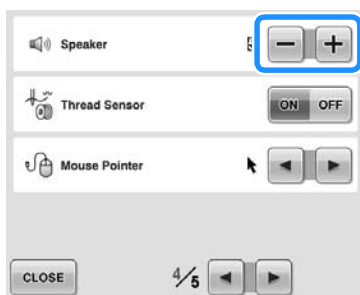 Speaker
− +
Thread Sensor
ON OFF
Mouse Pointer
CLOSE
4/5